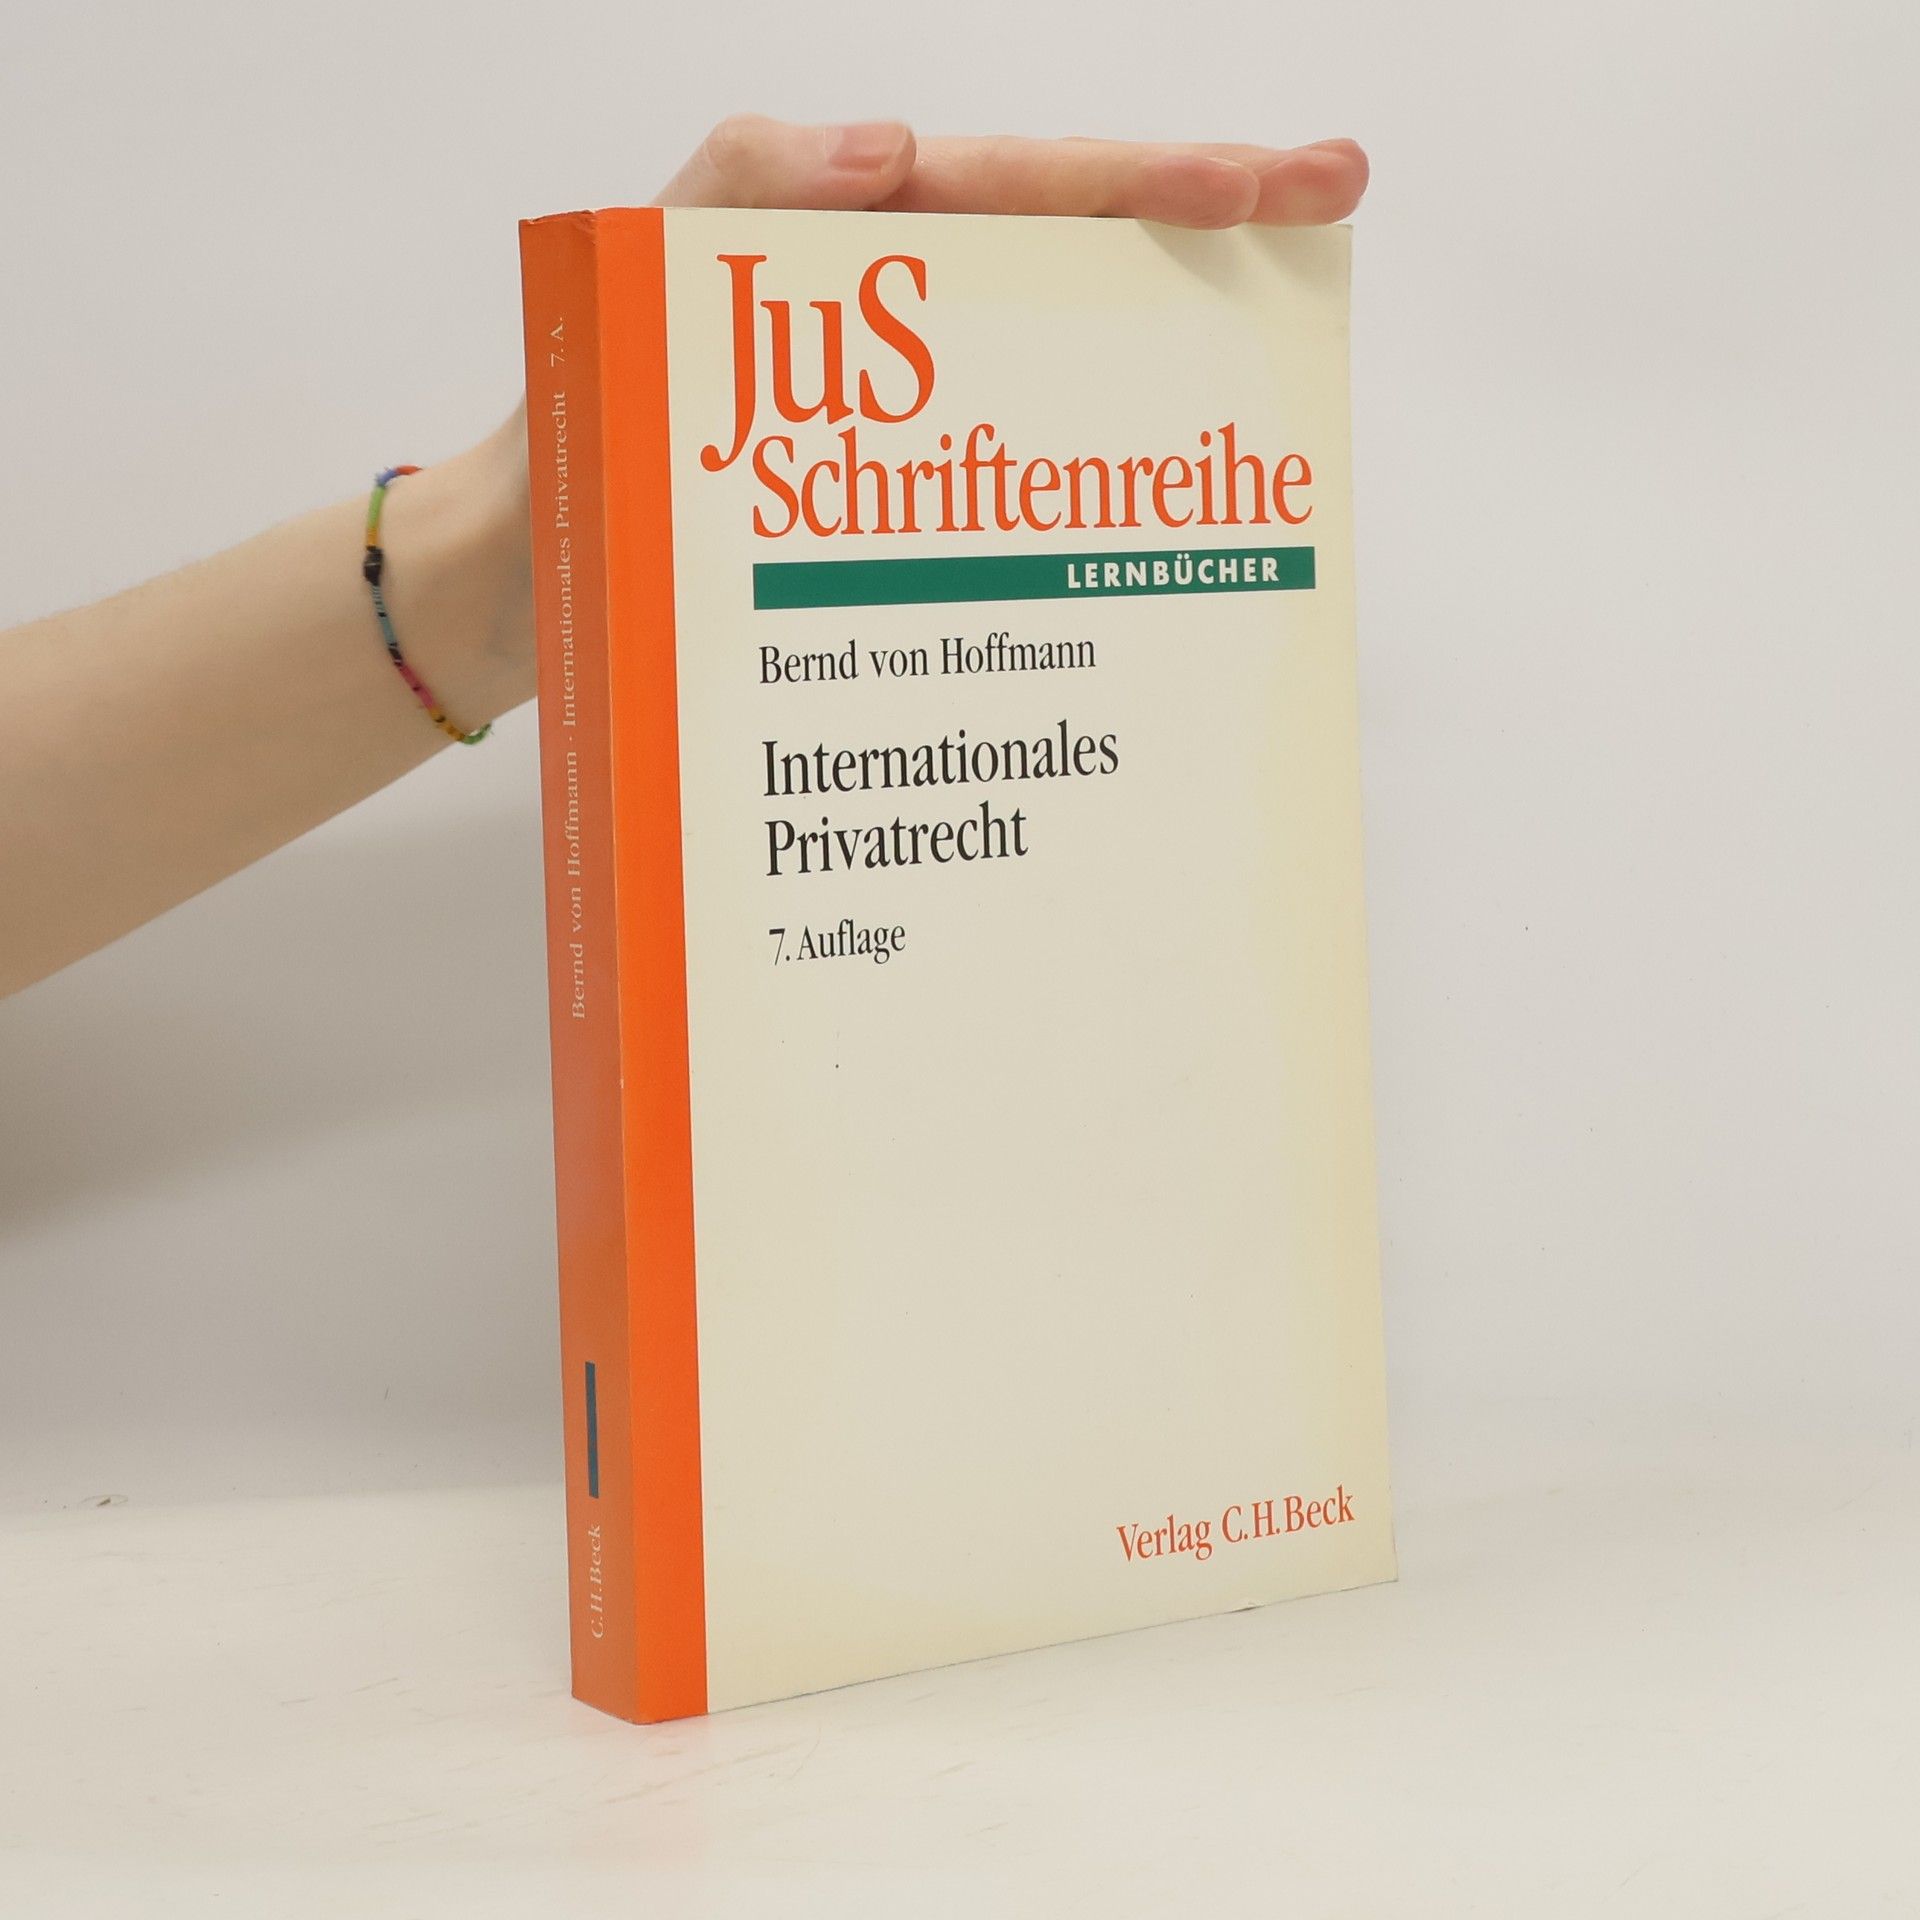 JuS
Schriftenreihe
LERNBÜCHER
Bernd von Hoffmann
Internationales
Privatrecht
7. Auflage
Verlag C.H.Beck
Bernd von Hoffmann · Internationales Privatrecht 7. A.
C.H.Beck